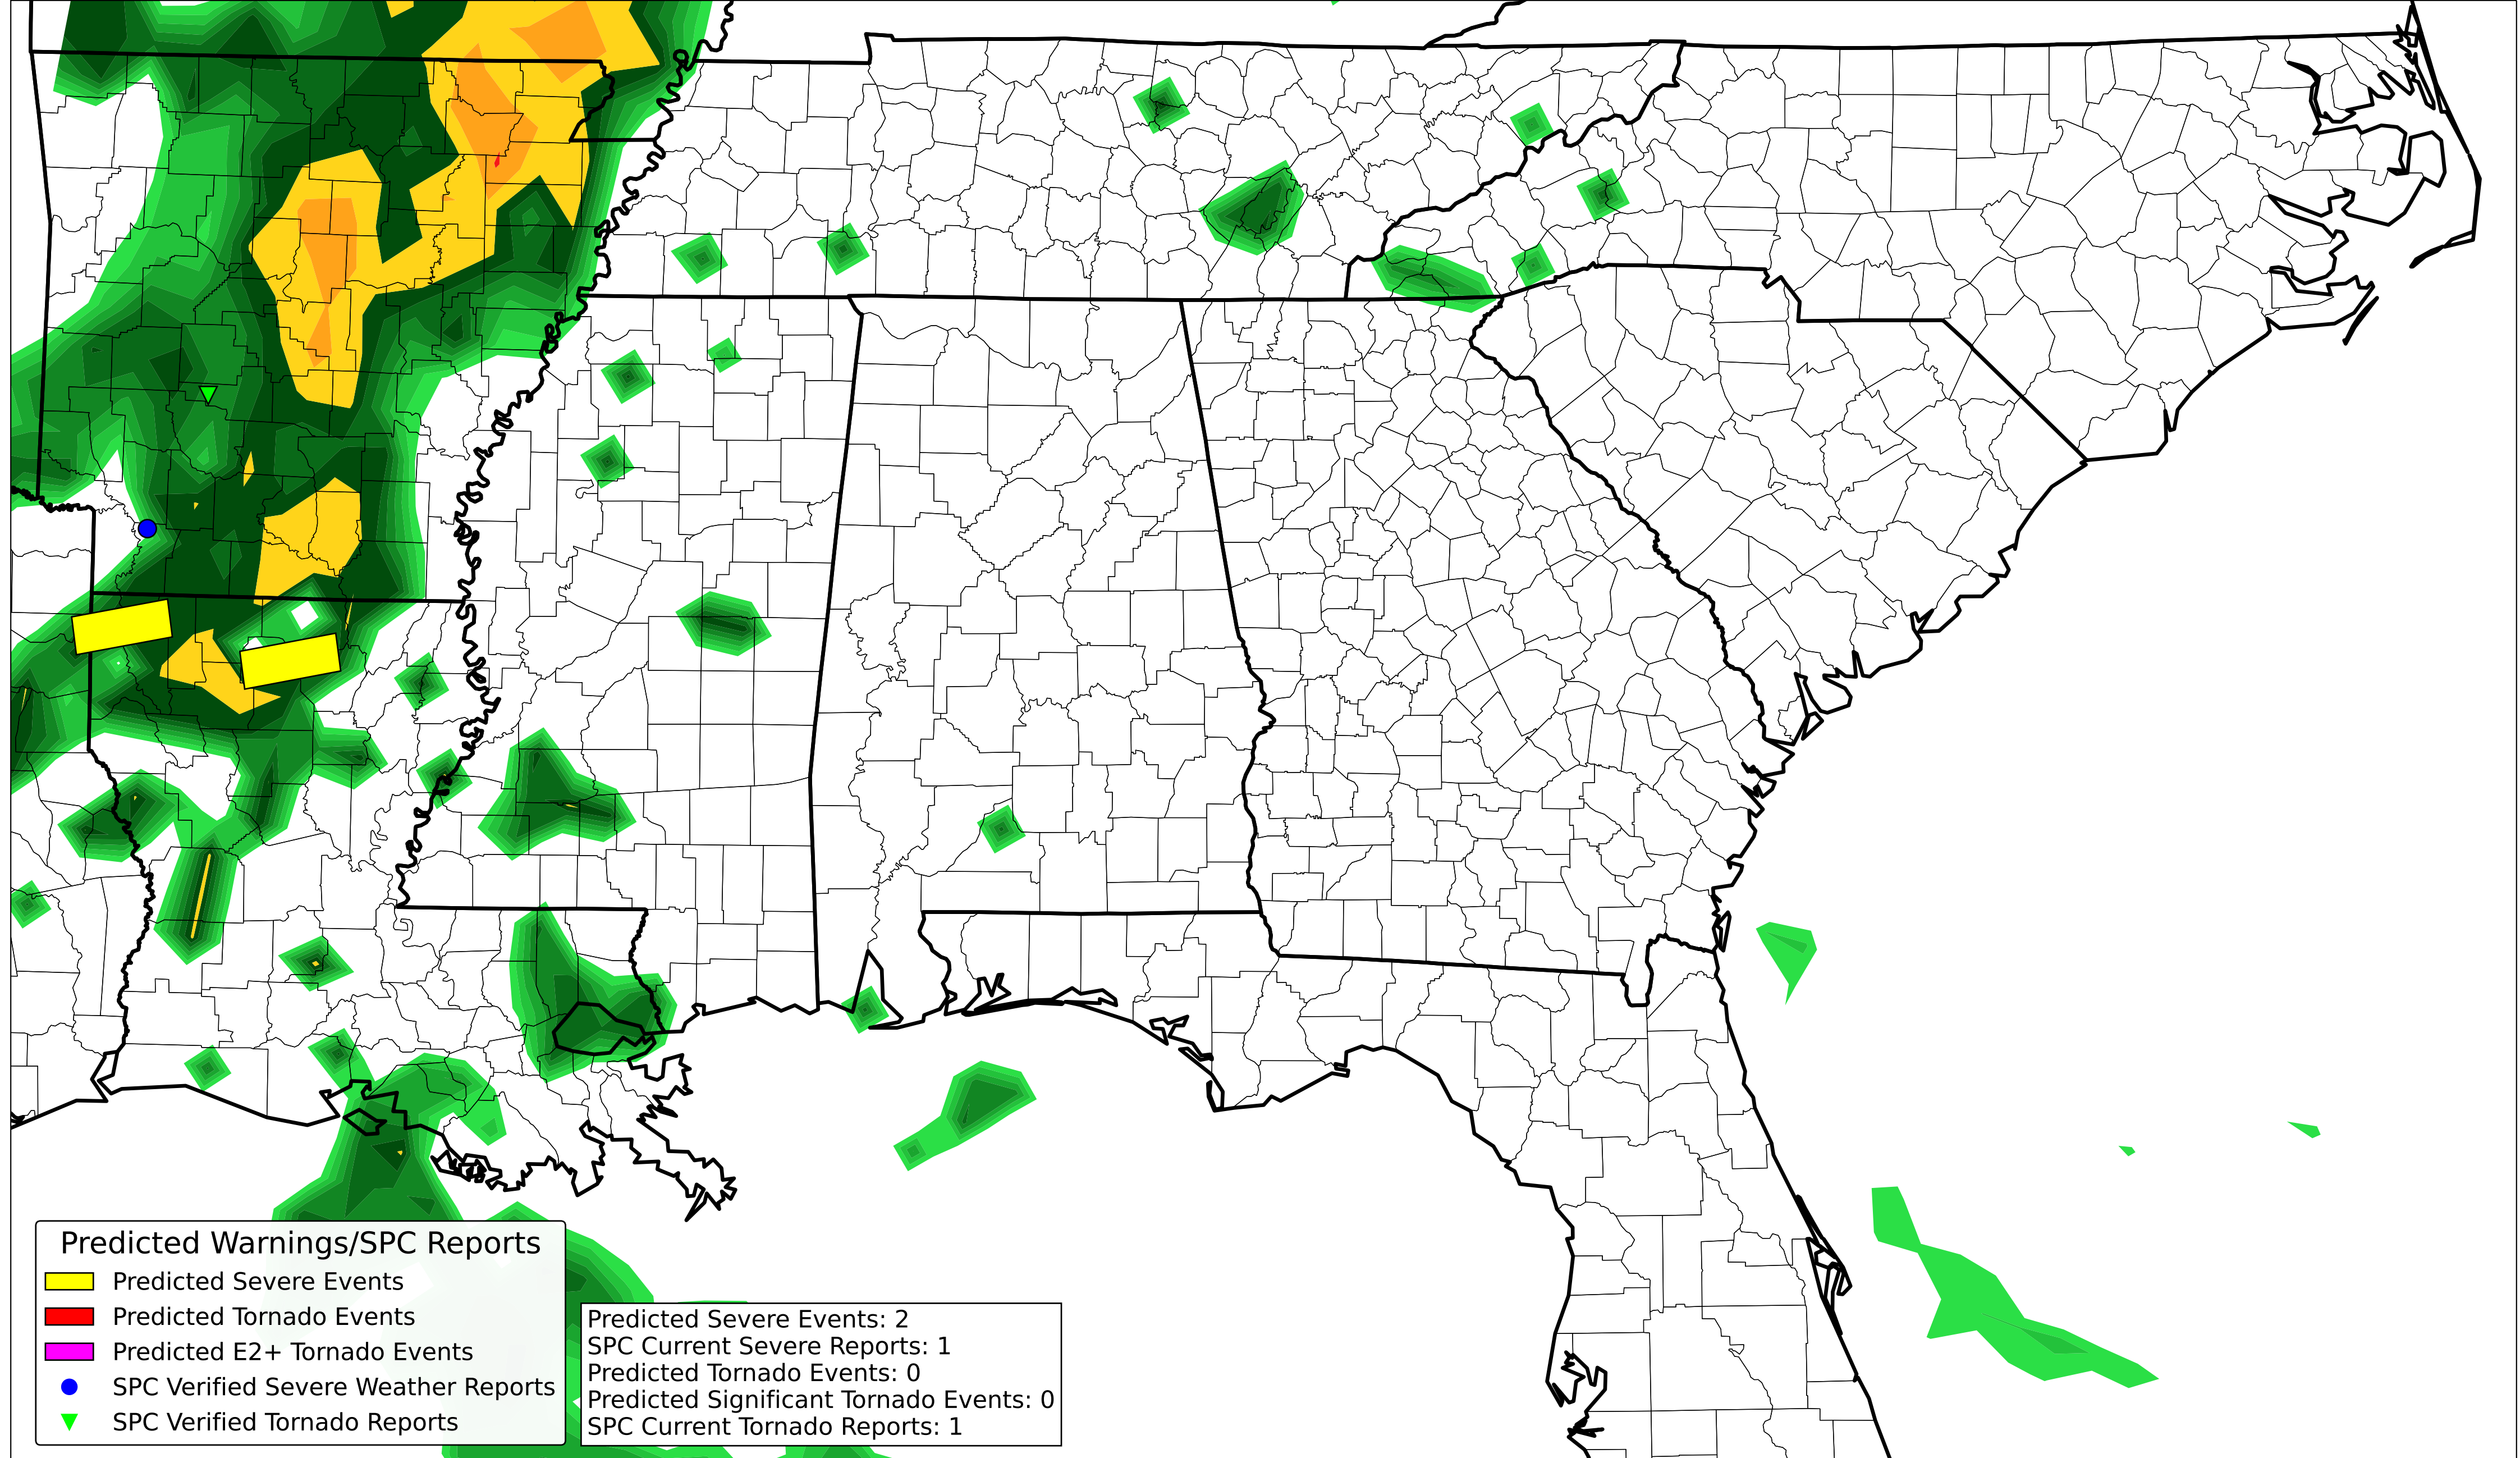 Predicted Warnings/SPC Reports
Predicted Severe Events
Predicted Tornado Events
Predicted E2+ Tornado Events
SPC Verified Severe Weather Reports
SPC Verified Tornado Reports
Predicted Severe Events: 2
SPC Current Severe Reports: 1
Predicted Tornado Events: 0
Predicted Significant Tornado Events: 0
SPC Current Tornado Reports: 1